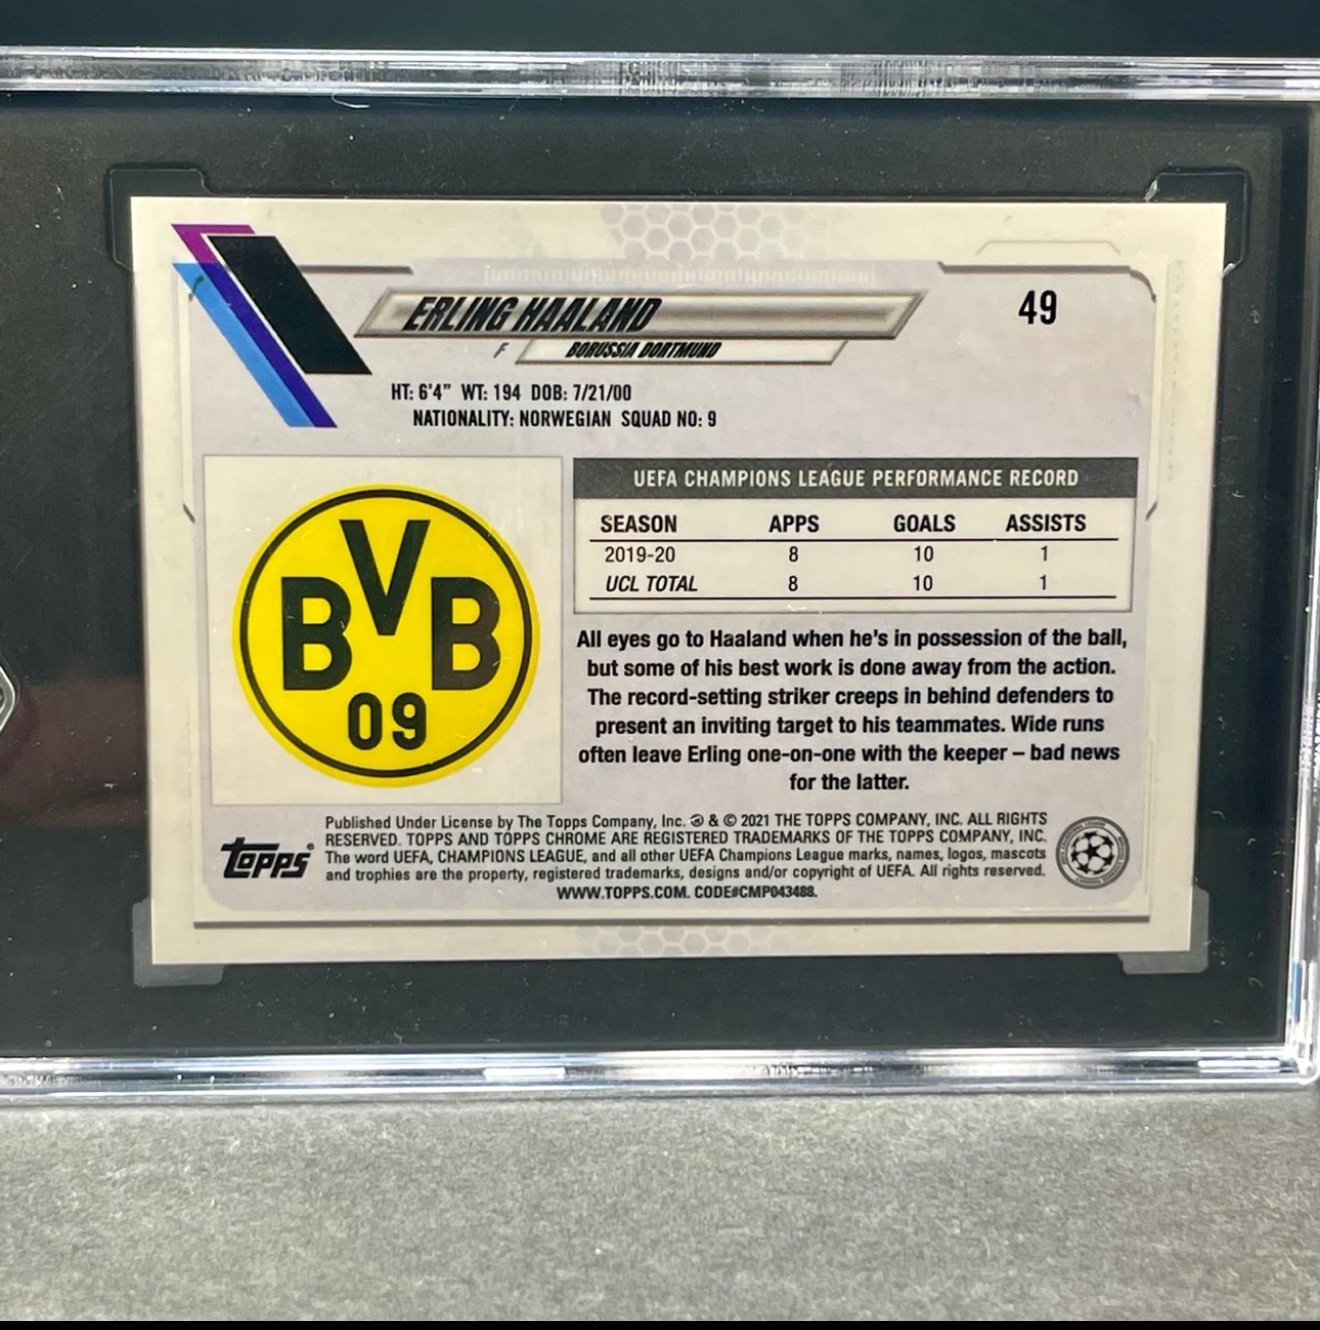 ERLING HAALAND
49
F BORUSSIA DORTMUND
HT: 6'4" WT: 194 DOB: 7/21/00
NATIONALITY: NORWEGIAN SQUAD NO: 9
BVB
09
UEFA CHAMPIONS LEAGUE PERFORMANCE RECORD
SEASON APPS GOALS ASSISTS
2019-20 8 10 1
UCL TOTAL 8 10 1
All eyes go to Haaland when he's in possession of the ball,
but some of his best work is done away from the action.
The record-setting striker creeps in behind defenders to
present an inviting target to his teammates. Wide runs
often leave Erling one-on-one with the keeper – bad news
for the latter.
topps
Published Under License by The Topps Company, Inc. ℗ & © 2021 THE TOPPS COMPANY, INC. ALL RIGHTS
RESERVED. TOPPS AND TOPPS CHROME ARE REGISTERED TRADEMARKS OF THE TOPPS COMPANY, INC.
The word UEFA, CHAMPIONS LEAGUE, and all other UEFA Champions League marks, names, logos, mascots
and trophies are the property, registered trademarks, designs and/or copyright of UEFA. All rights reserved.
WWW.TOPPS.COM. CODE#CMP043488.